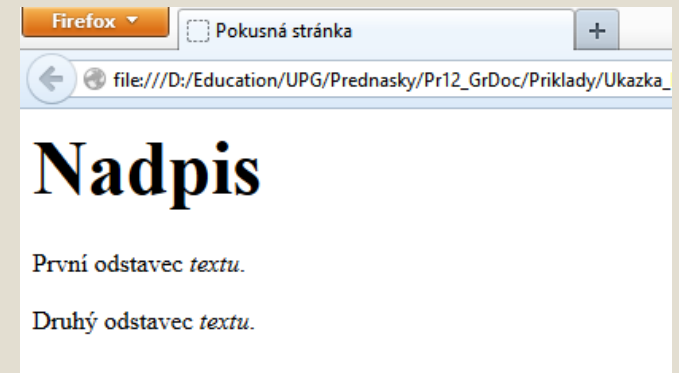 Firefox
Pokusná stránka
file:///D:/Education/UPG/Prednasky/Pr12_GrDoc/Priklady/Ukazka_
Nadpis
První odstavec textu.
Druhý odstavec textu.